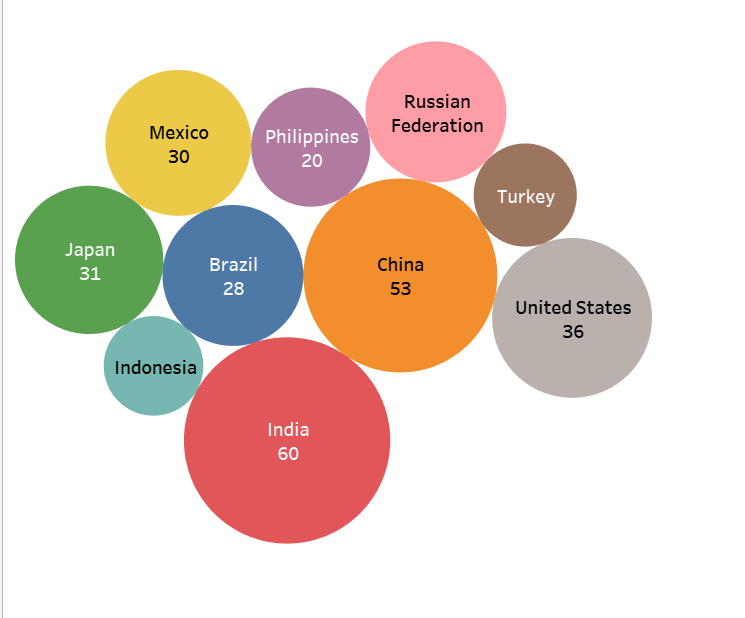 Russian
Federation
Mexico
30
Philippines
20
Turkey
Japan
31
Brazil
28
China
53
United States
36
Indonesia
India
60